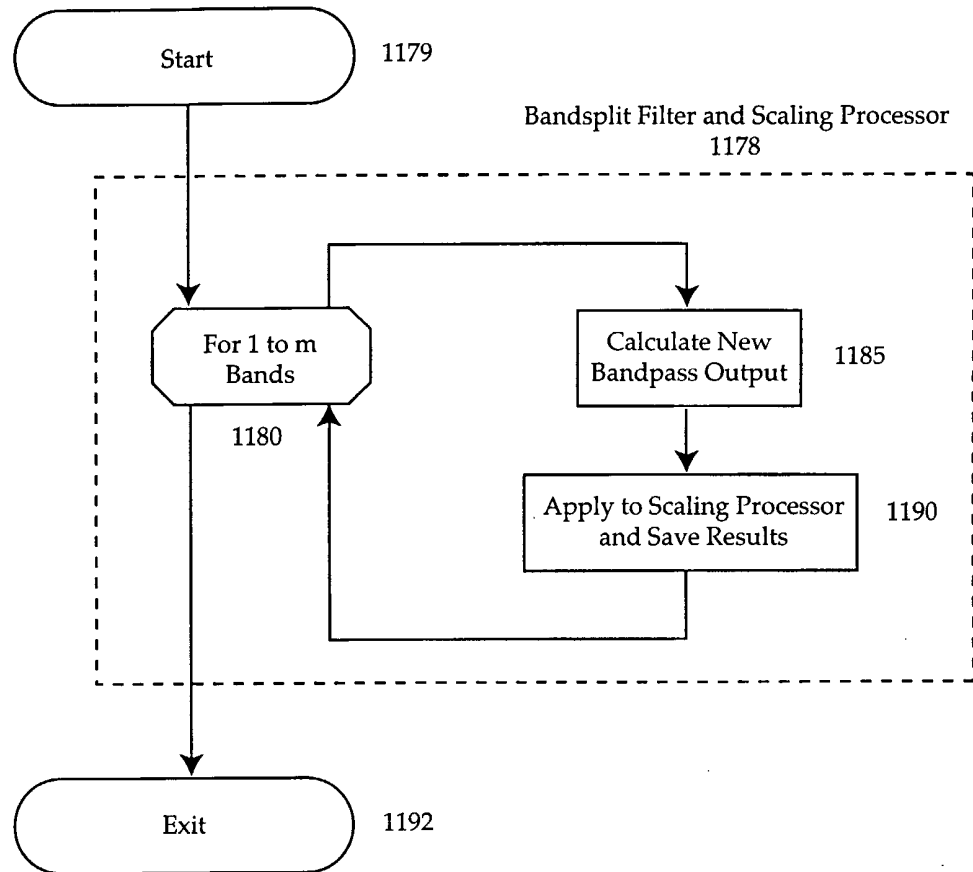 Start
1179
Bandsplit Filter and Scaling Processor
1178
For 1 to m
Bands
1180
Calculate New
Bandpass Output
1185
Apply to Scaling Processor
and Save Results
1190
Exit
1192